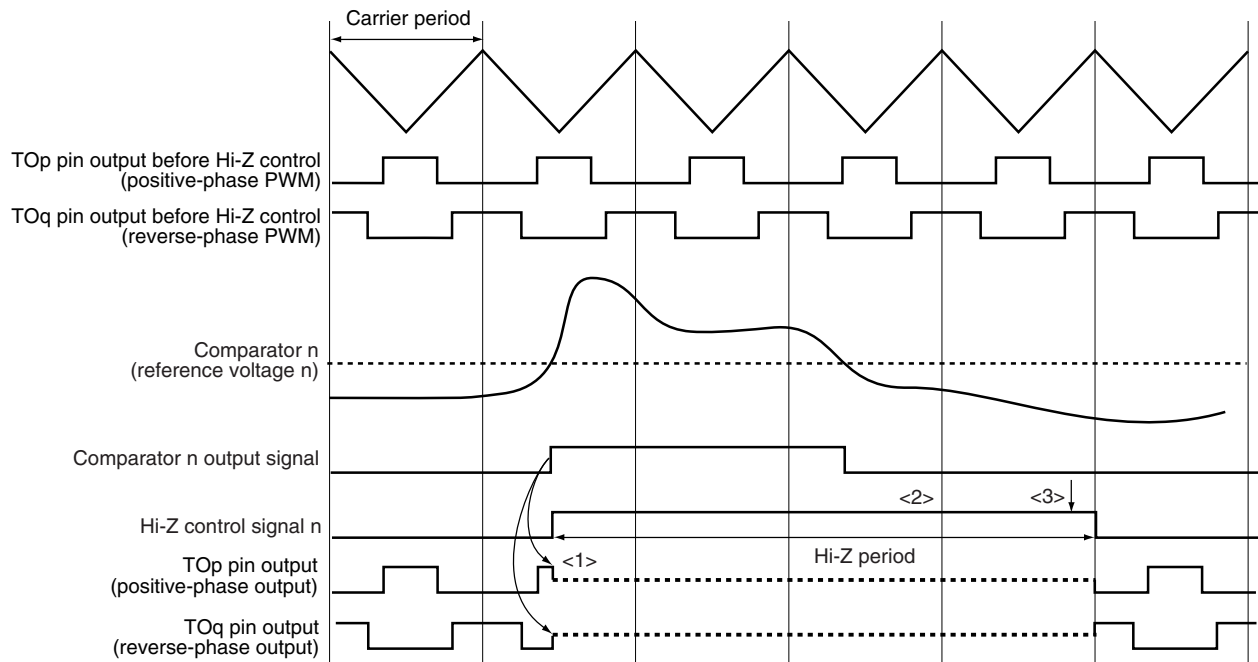 Carrier period
TOp pin output before Hi-Z control
(positive-phase PWM)
TOq pin output before Hi-Z control
(reverse-phase PWM)
Comparator n
(reference voltage n)
Comparator n output signal
<2>
<3>
Hi-Z control signal n
Hi-Z period
<1>
TOp pin output
(positive-phase output)
TOq pin output
(reverse-phase output)